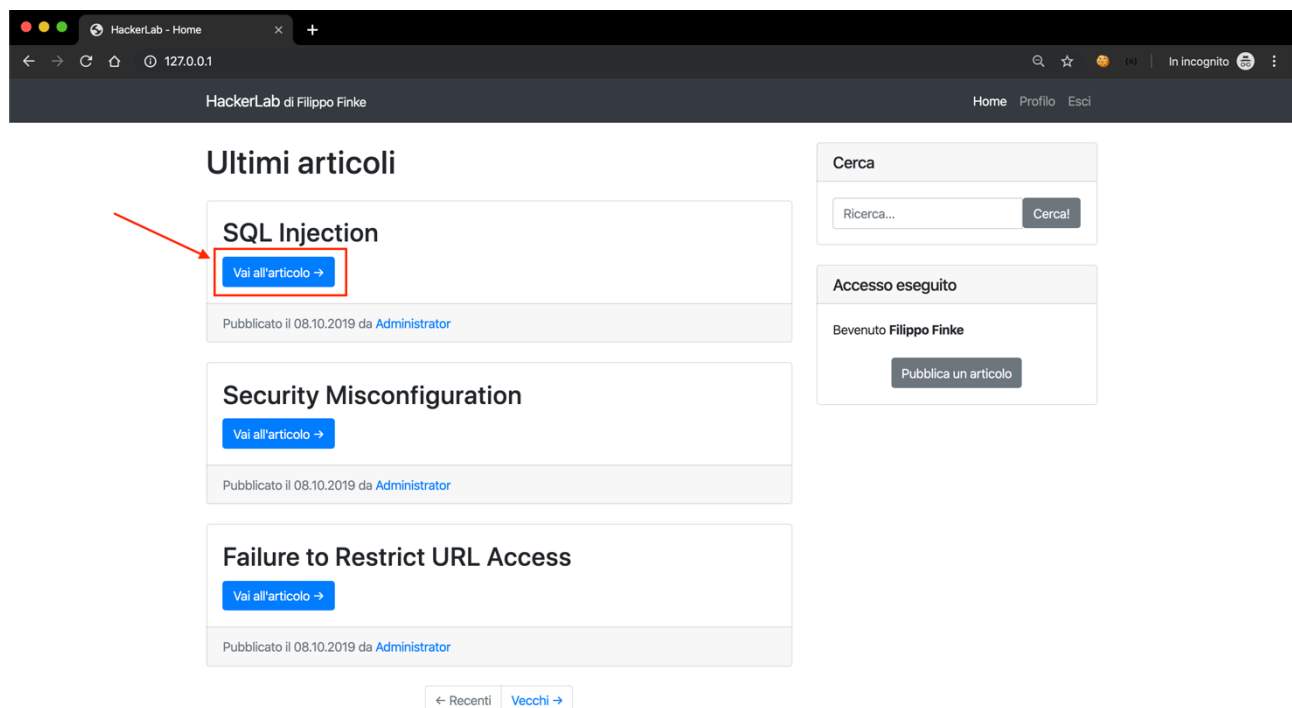 HackerLab - Home
127.0.0.1
In incognito
HackerLab di Filippo Finke
Home Profilo Esci
Ultimi articoli
SQL Injection
Vai all'articolo →
Pubblicato il 08.10.2019 da Administrator
Security Misconfiguration
Vai all'articolo →
Pubblicato il 08.10.2019 da Administrator
Failure to Restrict URL Access
Vai all'articolo →
Pubblicato il 08.10.2019 da Administrator
← Recenti Vecchi →
Cerca
Ricerca... Cerca!
Accesso eseguito
Bevenuto Filippo Finke
Pubblica un articolo